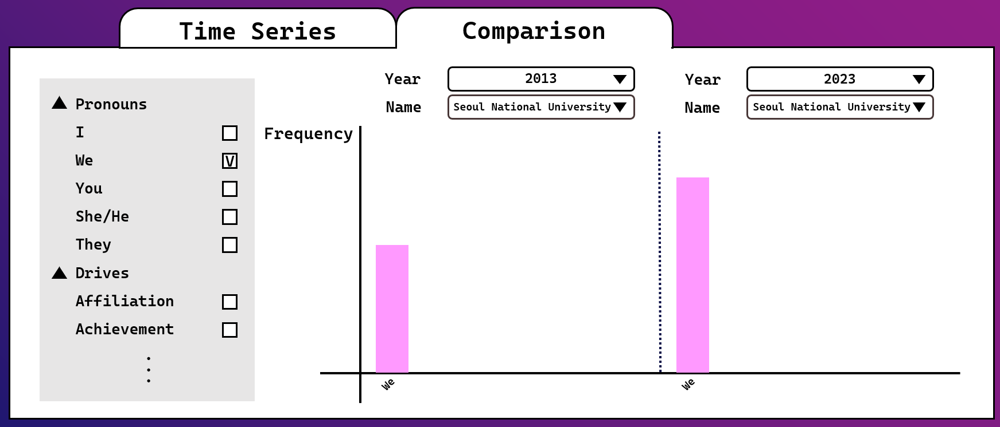 Time Series
Comparison
Year
2013
Name
Seoul National University
Year
2023
Name
Seoul National University
Pronouns
I
We
V
You
She/He
They
Drives
Affiliation
Achievement
Frequency
We
We